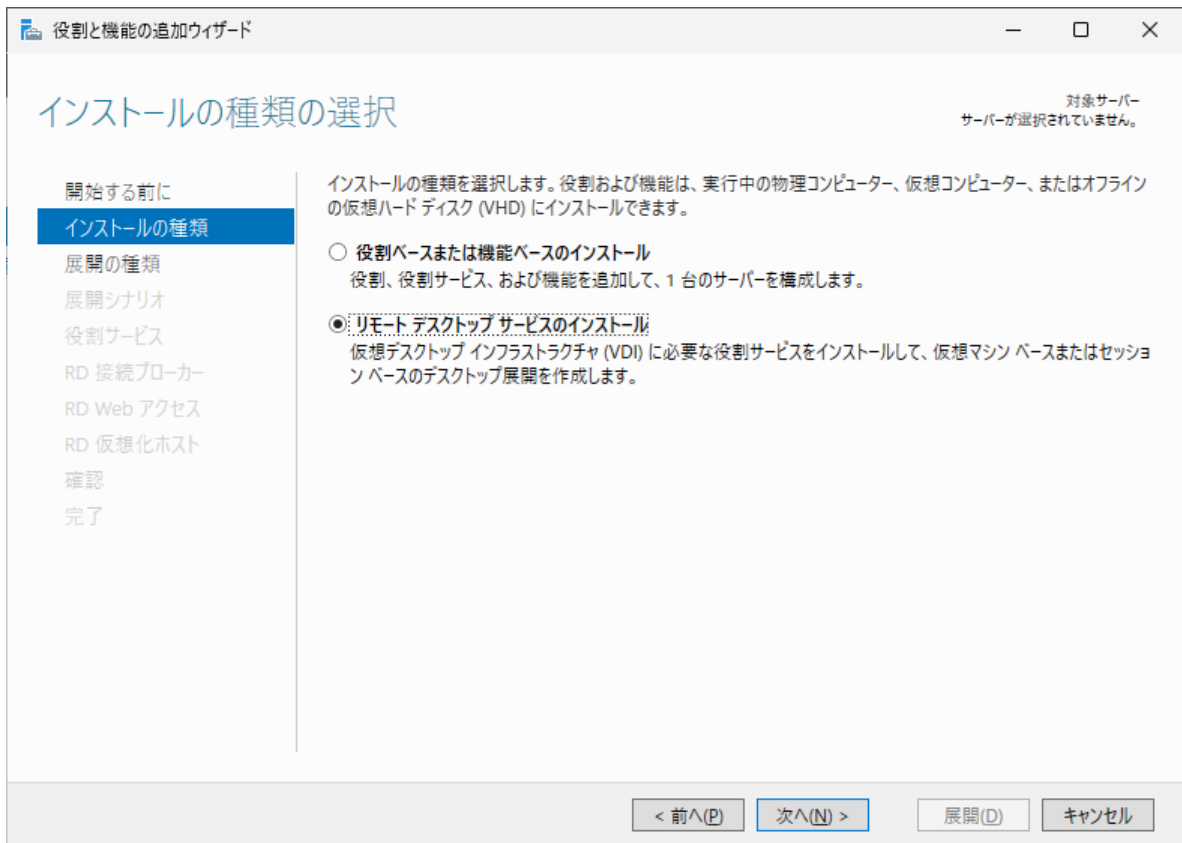 役割と機能の追加ウィザード
インストールの種類の選択
対象サーバー
サーバーが選択されていません。
開始する前に
インストールの種類
展開の種類
展開シナリオ
役割サービス
RD 接続ブローカー
RD Web アクセス
RD 仮想化ホスト
確認
完了
インストールの種類を選択します。役割および機能は、実行中の物理コンピューター、仮想コンピューター、またはオフライン
の仮想ハード ディスク (VHD) にインストールできます。
役割ベースまたは機能ベースのインストール
役割、役割サービス、および機能を追加して、1 台のサーバーを構成します。
リモート デスクトップ サービスのインストール
仮想デスクトップ インフラストラクチャ (VDI) に必要な役割サービスをインストールして、仮想マシン ベースまたはセッショ
ン ベースのデスクトップ展開を作成します。
< 前へ(P)
次へ(N) >
展開(D)
キャンセル